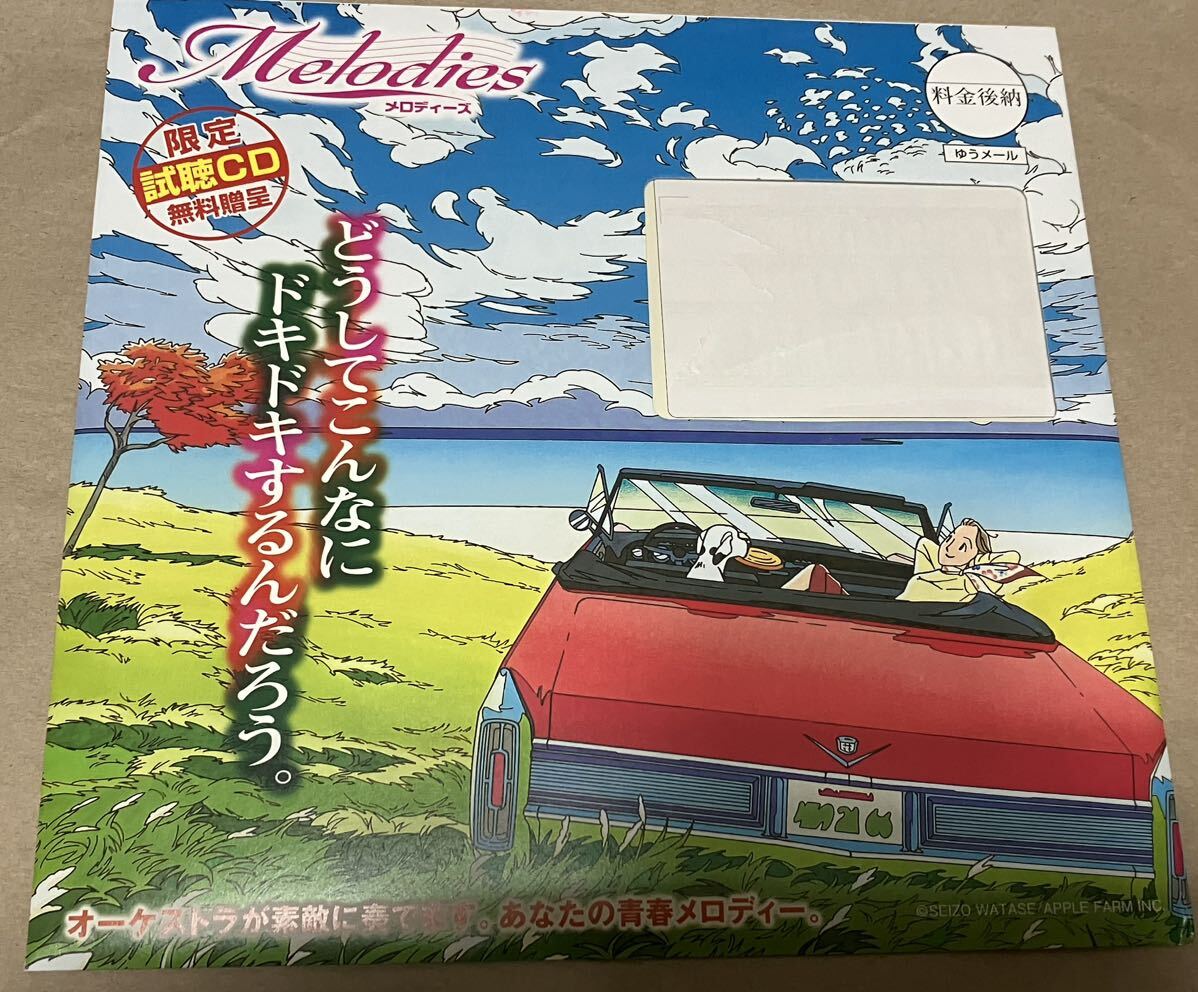 Melodies
メロディーズ
限定
試聴CD
無料贈呈
料金後納
ゆうメール
どうしてこんなに
ドキドキするんだろう。
オーケストラが素敵に奏でます。あなたの青春メロディー。
©SEIZO WATASE/APPLE FARM INC.